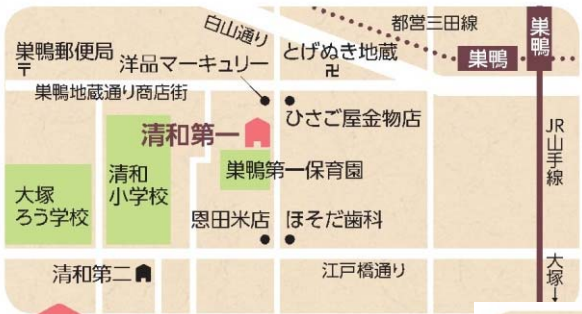 白山通り
都営三田線
巣鴨
巣鴨
巣鴨郵便局
〒
洋品マーキュリー
とげぬき地蔵
卍
巣鴨地蔵通り商店街
ひさご屋金物店
清和第一
JR山手線
巣鴨第一保育園
清和
小学校
大塚
ろう学校
恩田米店
ほそだ歯科
清和第二
江戸橋通り
大塚↓